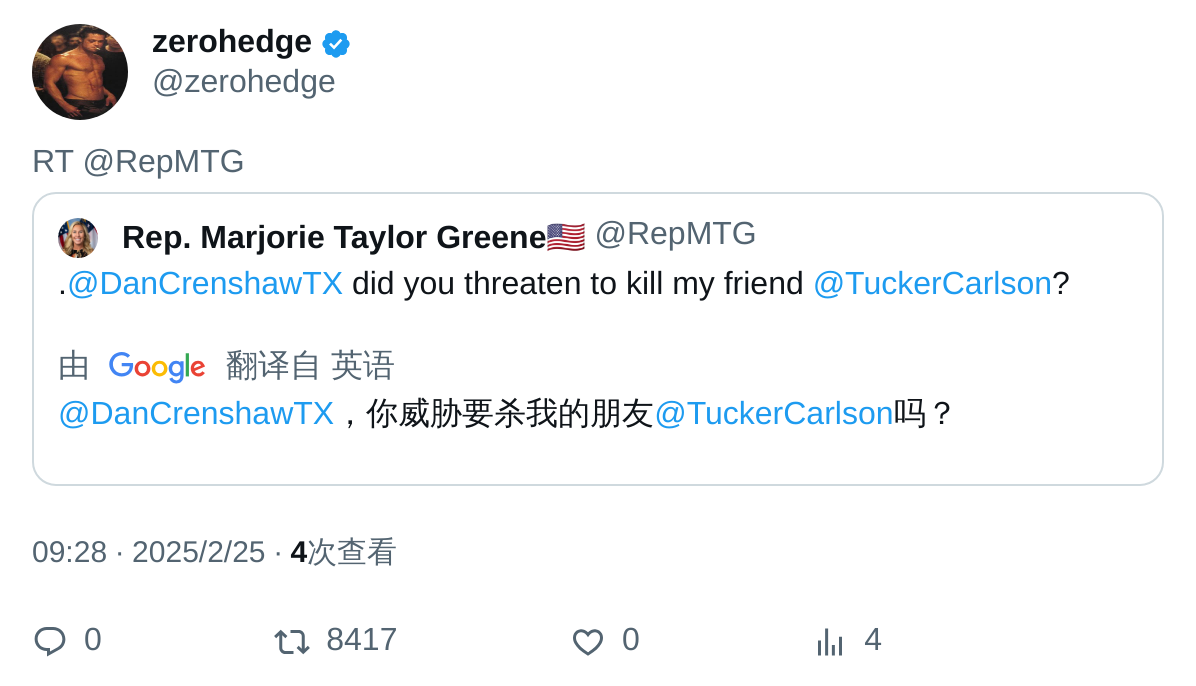 zerohedge
@zerohedge
RT @RepMTG
Rep. Marjorie Taylor Greene🇺🇸 @RepMTG
.@DanCrenshawTX did you threaten to kill my friend @TuckerCarlson?
由 Google 翻译自 英语
@DanCrenshawTX，你威胁要杀我的朋友@TuckerCarlson吗？
09:28 · 2025/2/25 · 4次查看
0 8417 0 4